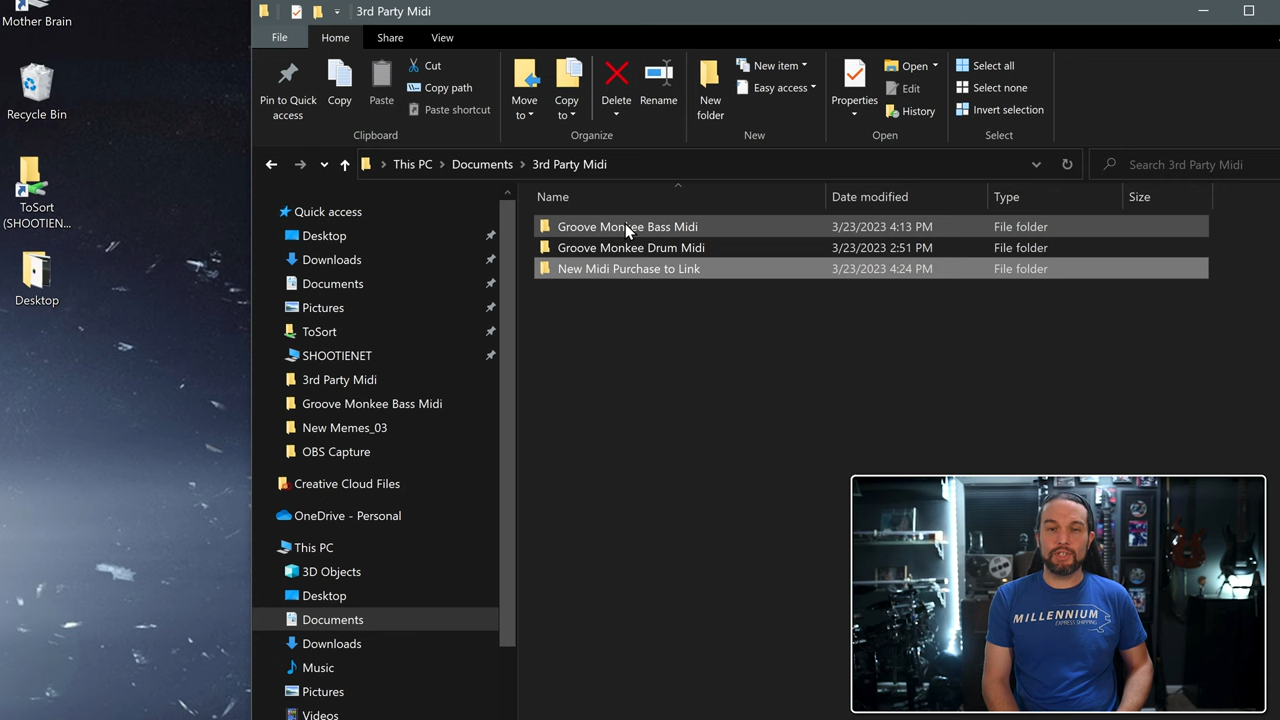 3rd Party Midi
Mother Brain
File Home Share View
Cut
New item
Open
Select all
Copy path
Edit
Select none
Easy access
Pin to Quick access
Copy
Paste
Paste shortcut
Move to
Copy to
Delete
Rename
New folder
Properties
History
Invert selection
Recycle Bin
Clipboard
Organize
New
Open
Select
This PC > Documents > 3rd Party Midi
Search 3rd Party Midi
Name
Date modified
Type
Size
ToSort
(SHOOTIEN...
Desktop
Quick access
Desktop
Downloads
Documents
Pictures
ToSort
SHOOTIENET
3rd Party Midi
Groove Monkee Bass Midi
New Memes_03
OBS Capture
Creative Cloud Files
OneDrive - Personal
This PC
3D Objects
Desktop
Documents
Downloads
Music
Pictures
Videos
Groove Monkee Bass Midi 3/23/2023 4:13 PM File folder
Groove Monkee Drum Midi 3/23/2023 2:51 PM File folder
New Midi Purchase to Link 3/23/2023 4:24 PM File folder
MILLENNIUM
EXPRESS SHIPPING